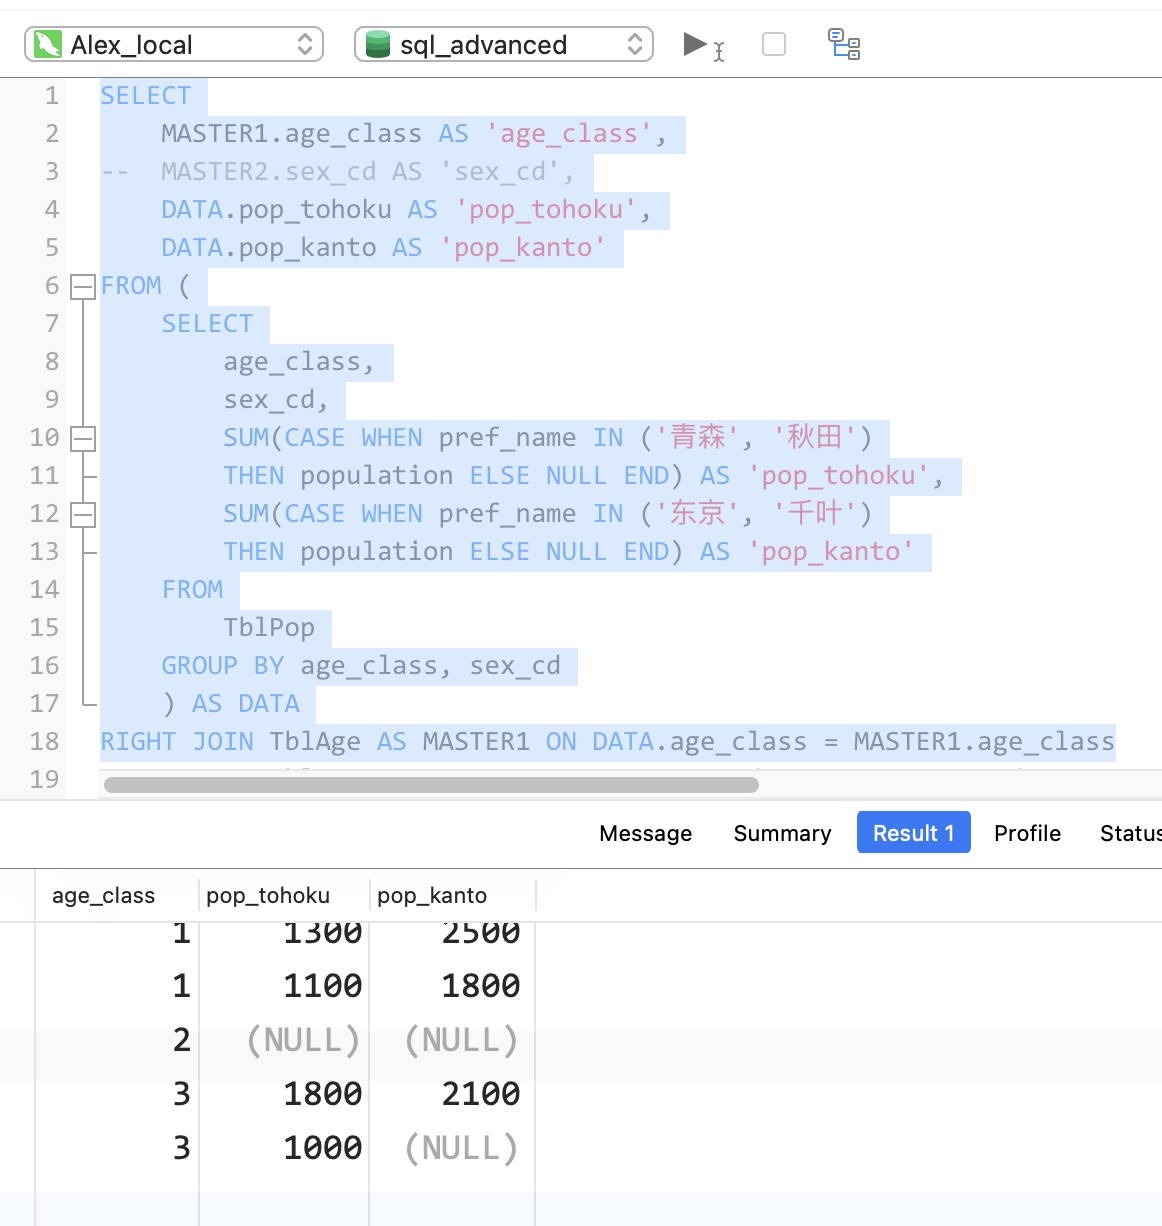 Alex_local sql_advanced
1 SELECT
2 MASTER1.age_class AS 'age_class',
3 -- MASTER2.sex_cd AS 'sex_cd',
4 DATA.pop_tohoku AS 'pop_tohoku',
5 DATA.pop_kanto AS 'pop_kanto'
6 FROM (
7 SELECT
8 age_class,
9 sex_cd,
10 SUM(CASE WHEN pref_name IN ('青森', '秋田')
11 THEN population ELSE NULL END) AS 'pop_tohoku',
12 SUM(CASE WHEN pref_name IN ('东京', '千叶')
13 THEN population ELSE NULL END) AS 'pop_kanto'
14 FROM
15 TblPop
16 GROUP BY age_class, sex_cd
17 ) AS DATA
18 RIGHT JOIN TblAge AS MASTER1 ON DATA.age_class = MASTER1.age_class
19
Message Summary Result 1 Profile Status
age_class pop_tohoku pop_kanto
1 1300 2500
1 1100 1800
2 (NULL) (NULL)
3 1800 2100
3 1000 (NULL)